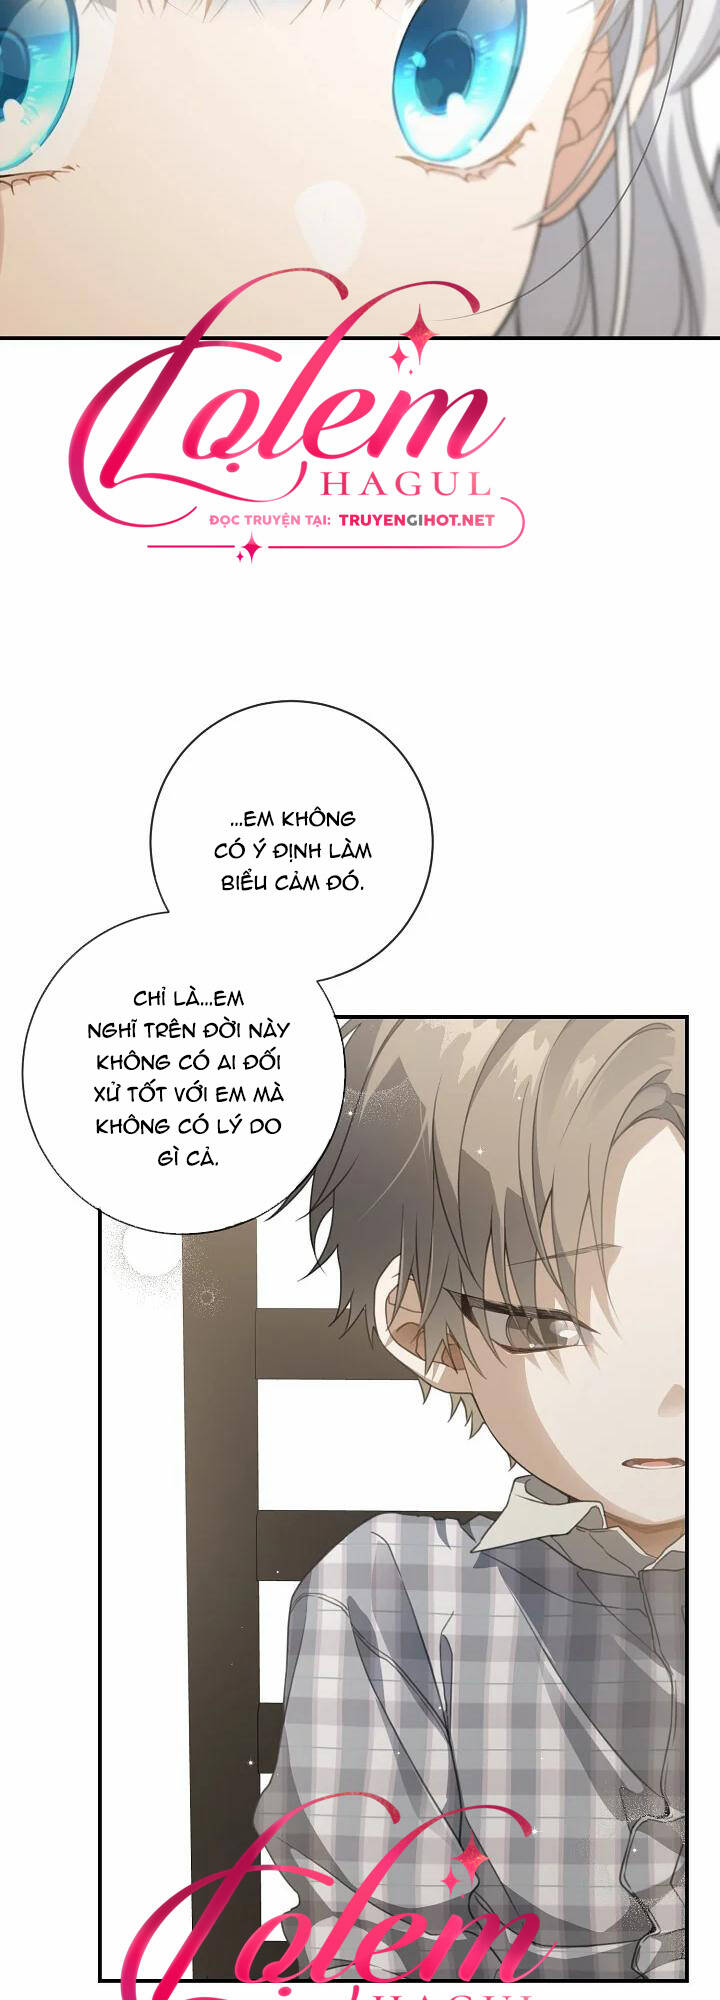 Lọlem
HAGUL
ĐỌC TRUYỆN TẠI: TRUYENGIHOT.NET
...EM KHÔNG
CÓ Ý ĐỊNH LÀM
BIỂU CẢM ĐÓ.
CHỈ LÀ...EM
NGHĨ TRÊN ĐỜI NÀY
KHÔNG CÓ AI ĐỐI
XỬ TỐT VỚI EM MÀ
KHÔNG CÓ LÝ DO
GÌ CẢ.
Lọlem
HAGUL